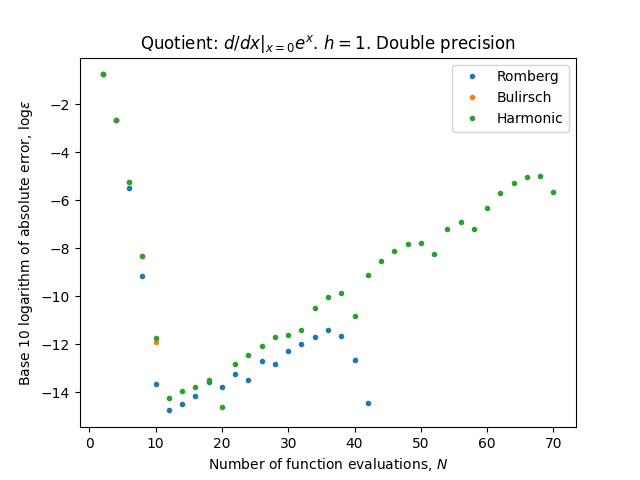 Quotient: $d/dx|_{x=0}e^x$. $h=1$. Double precision
Romberg
Bulirsch
Harmonic
Base 10 logarithm of absolute error, logε
−2
−4
−6
−8
−10
−12
−14
0 10 20 30 40 50 60 70
Number of function evaluations, N